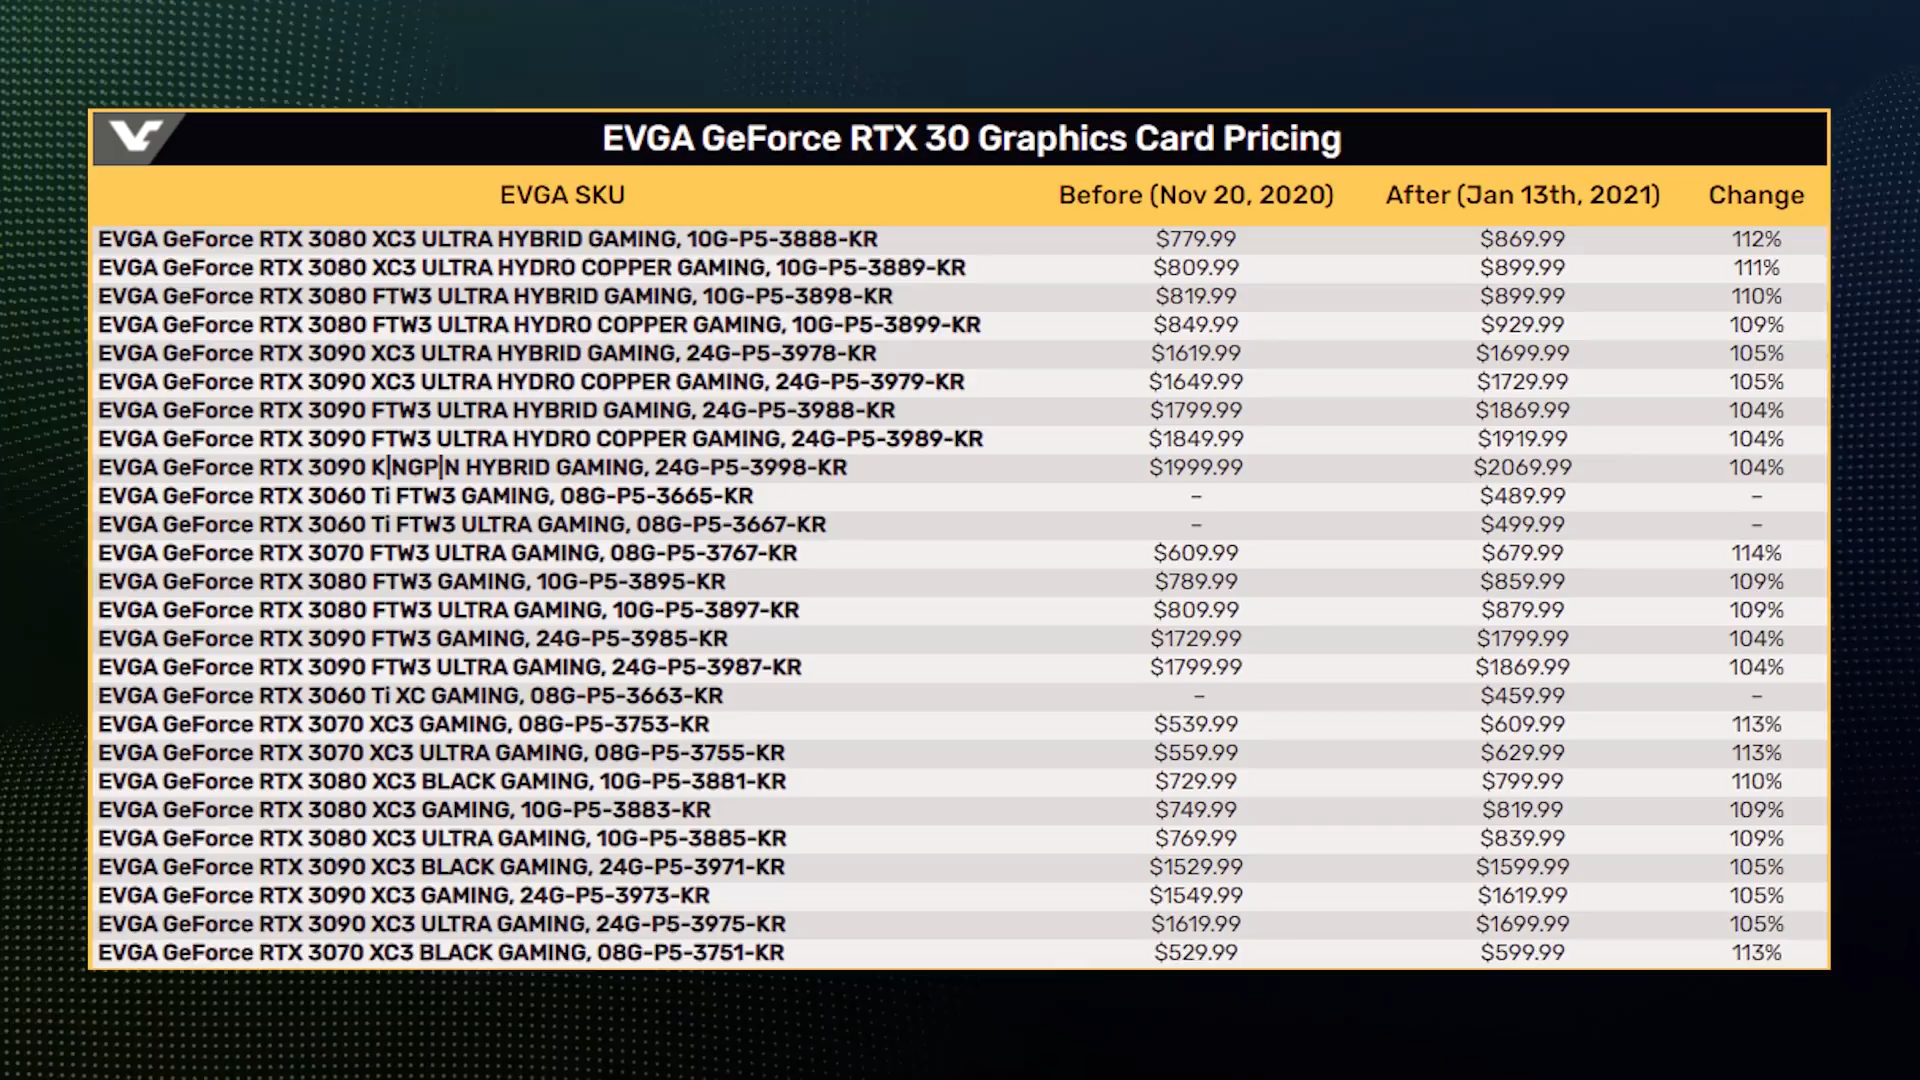 EVGA GeForce RTX 30 Graphics Card Pricing
EVGA SKU Before (Nov 20, 2020) After (Jan 13th, 2021) Change
EVGA GeForce RTX 3080 XC3 ULTRA HYBRID GAMING, 10G-P5-3888-KR $779.99 $869.99 112%
EVGA GeForce RTX 3080 XC3 ULTRA HYDRO COPPER GAMING, 10G-P5-3889-KR $809.99 $899.99 111%
EVGA GeForce RTX 3080 FTW3 ULTRA HYBRID GAMING, 10G-P5-3898-KR $819.99 $899.99 110%
EVGA GeForce RTX 3080 FTW3 ULTRA HYDRO COPPER GAMING, 10G-P5-3899-KR $849.99 $929.99 109%
EVGA GeForce RTX 3090 XC3 ULTRA HYBRID GAMING, 24G-P5-3978-KR $1619.99 $1699.99 105%
EVGA GeForce RTX 3090 XC3 ULTRA HYDRO COPPER GAMING, 24G-P5-3979-KR $1649.99 $1729.99 105%
EVGA GeForce RTX 3090 FTW3 ULTRA HYBRID GAMING, 24G-P5-3988-KR $1799.99 $1869.99 104%
EVGA GeForce RTX 3090 FTW3 ULTRA HYDRO COPPER GAMING, 24G-P5-3989-KR $1849.99 $1919.99 104%
EVGA GeForce RTX 3090 K|NGP|N HYBRID GAMING, 24G-P5-3998-KR $1999.99 $2069.99 104%
EVGA GeForce RTX 3060 Ti FTW3 GAMING, 08G-P5-3665-KR – $489.99 –
EVGA GeForce RTX 3060 Ti FTW3 ULTRA GAMING, 08G-P5-3667-KR – $499.99 –
EVGA GeForce RTX 3070 FTW3 ULTRA GAMING, 08G-P5-3767-KR $609.99 $679.99 114%
EVGA GeForce RTX 3080 FTW3 GAMING, 10G-P5-3895-KR $789.99 $859.99 109%
EVGA GeForce RTX 3080 FTW3 ULTRA GAMING, 10G-P5-3897-KR $809.99 $879.99 109%
EVGA GeForce RTX 3090 FTW3 GAMING, 24G-P5-3985-KR $1729.99 $1799.99 104%
EVGA GeForce RTX 3090 FTW3 ULTRA GAMING, 24G-P5-3987-KR $1799.99 $1869.99 104%
EVGA GeForce RTX 3060 Ti XC GAMING, 08G-P5-3663-KR – $459.99 –
EVGA GeForce RTX 3070 XC3 GAMING, 08G-P5-3753-KR $539.99 $609.99 113%
EVGA GeForce RTX 3070 XC3 ULTRA GAMING, 08G-P5-3755-KR $559.99 $629.99 113%
EVGA GeForce RTX 3080 XC3 BLACK GAMING, 10G-P5-3881-KR $729.99 $799.99 110%
EVGA GeForce RTX 3080 XC3 GAMING, 10G-P5-3883-KR $749.99 $819.99 109%
EVGA GeForce RTX 3080 XC3 ULTRA GAMING, 10G-P5-3885-KR $769.99 $839.99 109%
EVGA GeForce RTX 3090 XC3 BLACK GAMING, 24G-P5-3971-KR $1529.99 $1599.99 105%
EVGA GeForce RTX 3090 XC3 GAMING, 24G-P5-3973-KR $1549.99 $1619.99 105%
EVGA GeForce RTX 3090 XC3 ULTRA GAMING, 24G-P5-3975-KR $1619.99 $1699.99 105%
EVGA GeForce RTX 3070 XC3 BLACK GAMING, 08G-P5-3751-KR $529.99 $599.99 113%